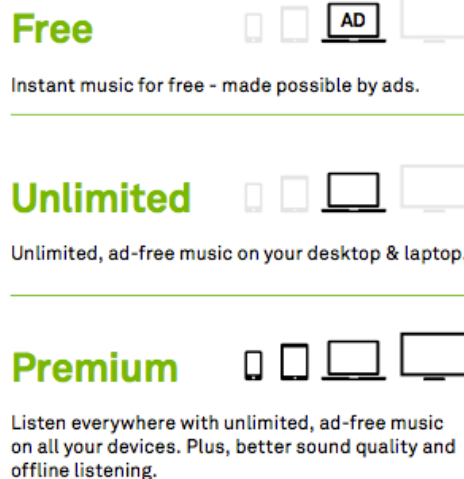 Free
AD
Instant music for free - made possible by ads.
Unlimited
Unlimited, ad-free music on your desktop & laptop.
Premium
Listen everywhere with unlimited, ad-free music
on all your devices. Plus, better sound quality and
offline listening.